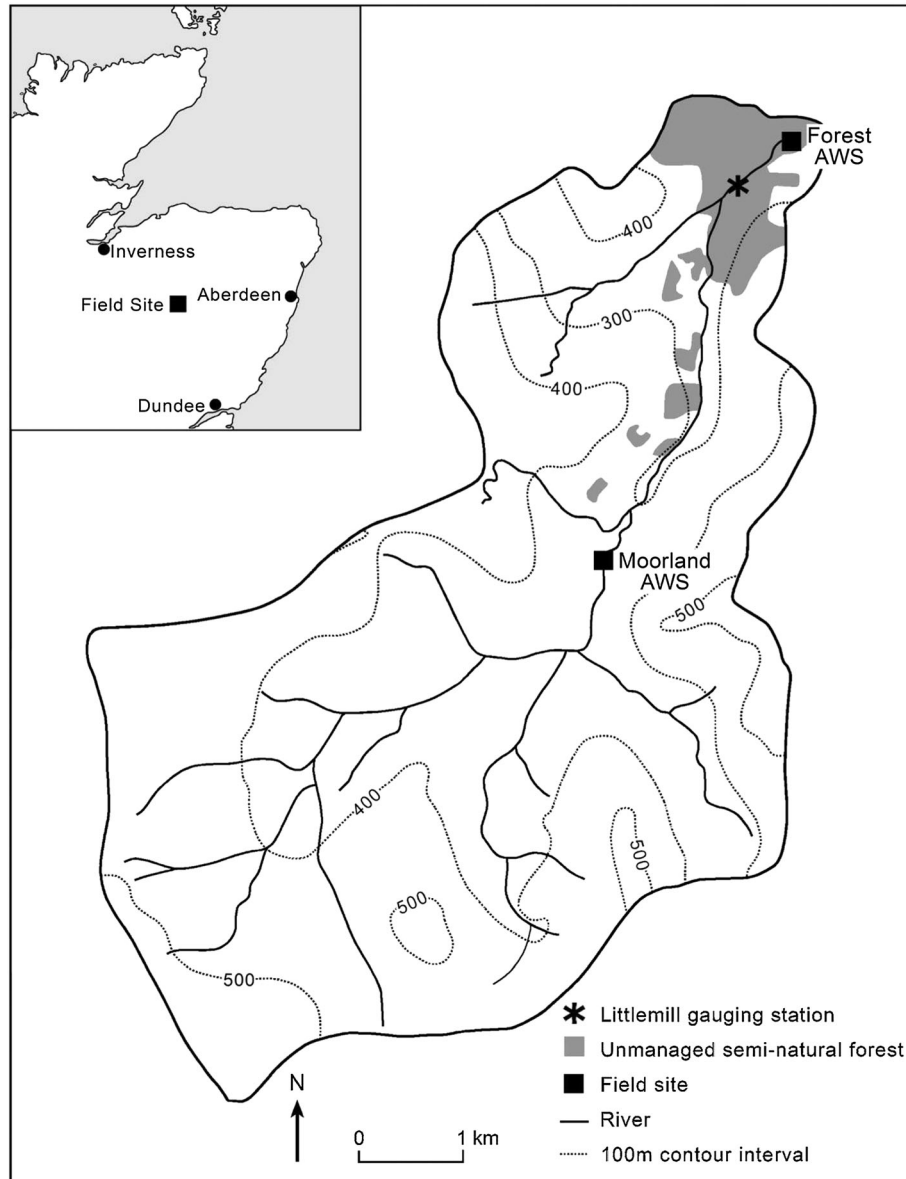 Inverness
Field Site
Aberdeen
Dundee
Forest
AWS
400
300
400
Moorland
AWS
500
400
500
500
500
Littlemill gauging station
Unmanaged semi-natural forest
Field site
River
100m contour interval
N
0 1 km